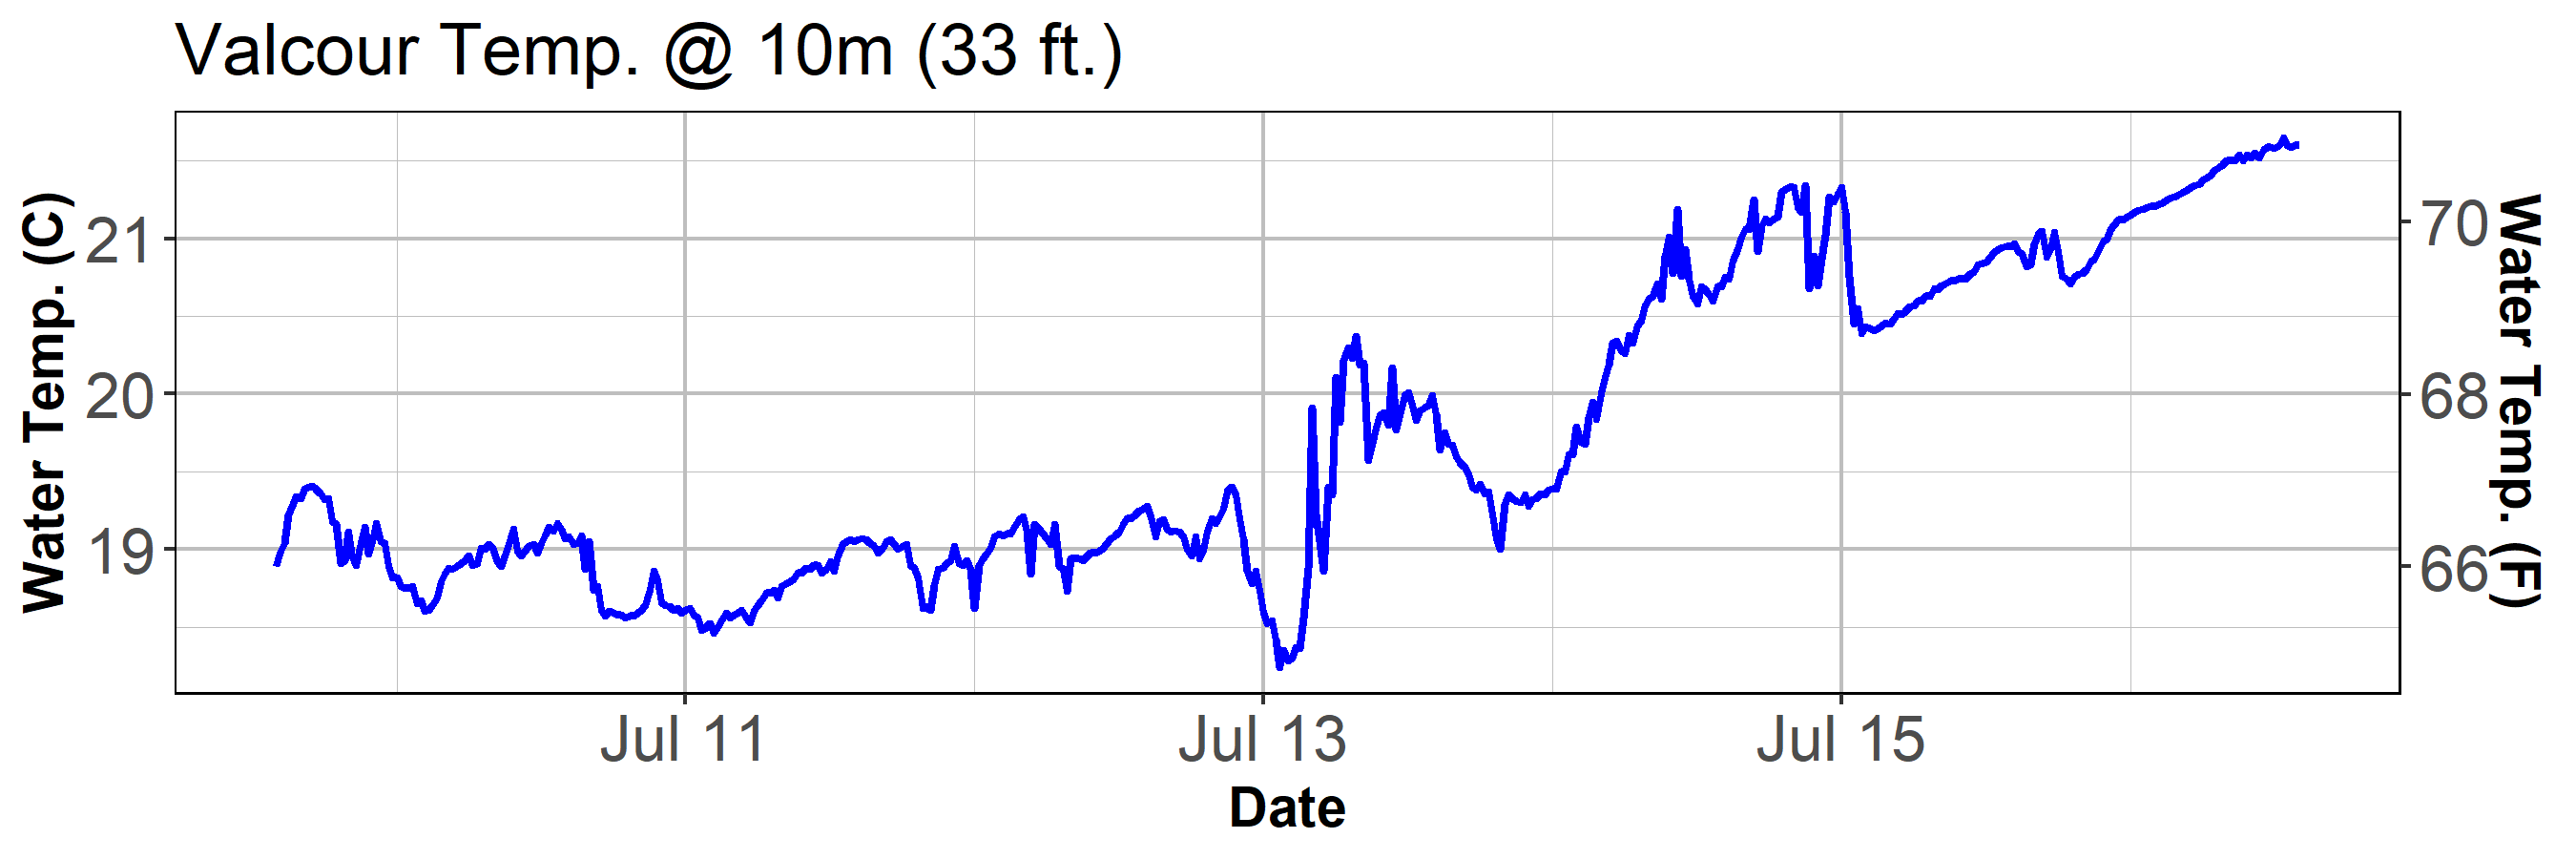 Valcour Temp. @ 10m (33 ft.)
Water Temp. (C)
21
20
19
70
68
66
Water Temp. (F)
Jul 11
Jul 13
Jul 15
Date